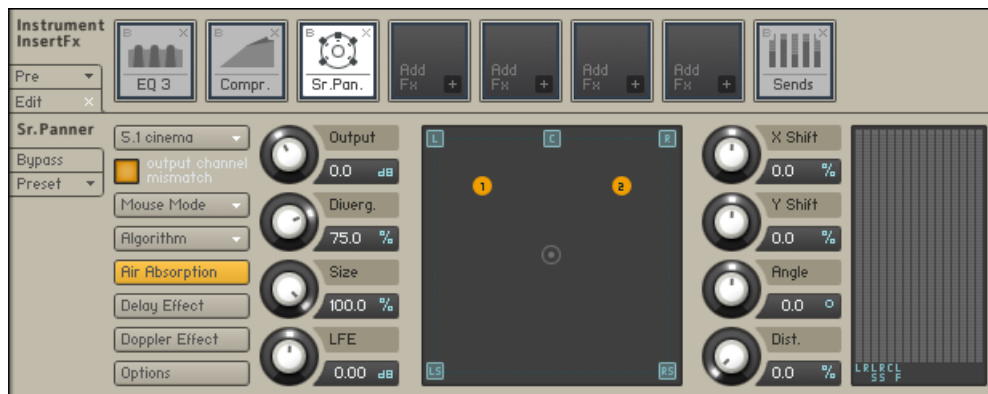 Instrument
InsertFx
Pre
Edit ×
B × EQ 3
B × Compr.
B × Sr.Pan.
Add Fx +
Add Fx +
Add Fx +
Add Fx +
B × Sends
Sr.Panner
Bypass
Preset
5.1 cinema
output channel
mismatch
Mouse Mode
Algorithm
Air Absorption
Delay Effect
Doppler Effect
Options
Output
0.0 dB
Diverg.
75.0 %
Size
100.0 %
LFE
0.00 dB
L C R
1 2
LS RS
X Shift
0.0 %
Y Shift
0.0 %
Angle
0.0 °
Dist.
0.0 %
LRLRCL
SS F